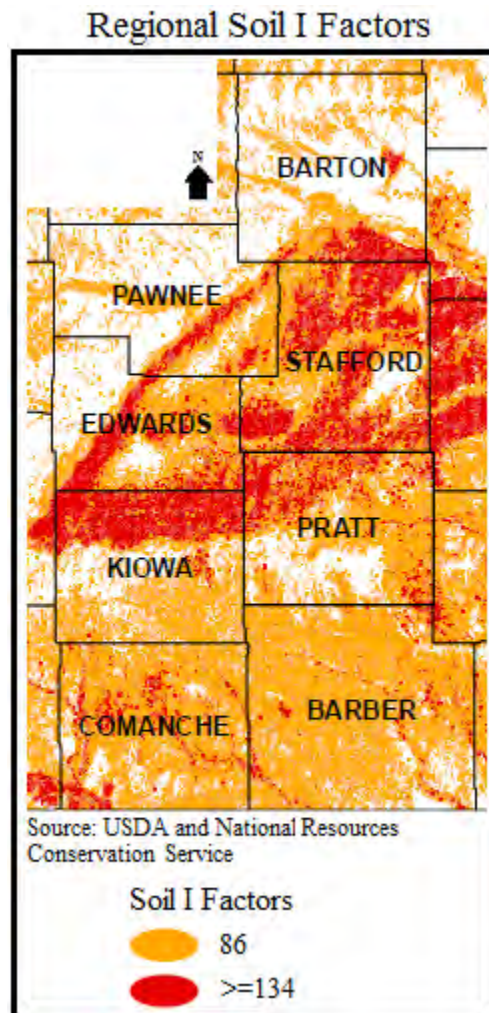 Regional Soil I Factors
N
BARTON
PAWNEE
STAFFORD
EDWARDS
PRATT
KIOWA
BARBER
COMANCHE
Source: USDA and National Resources
Conservation Service
Soil I Factors
86
>=134